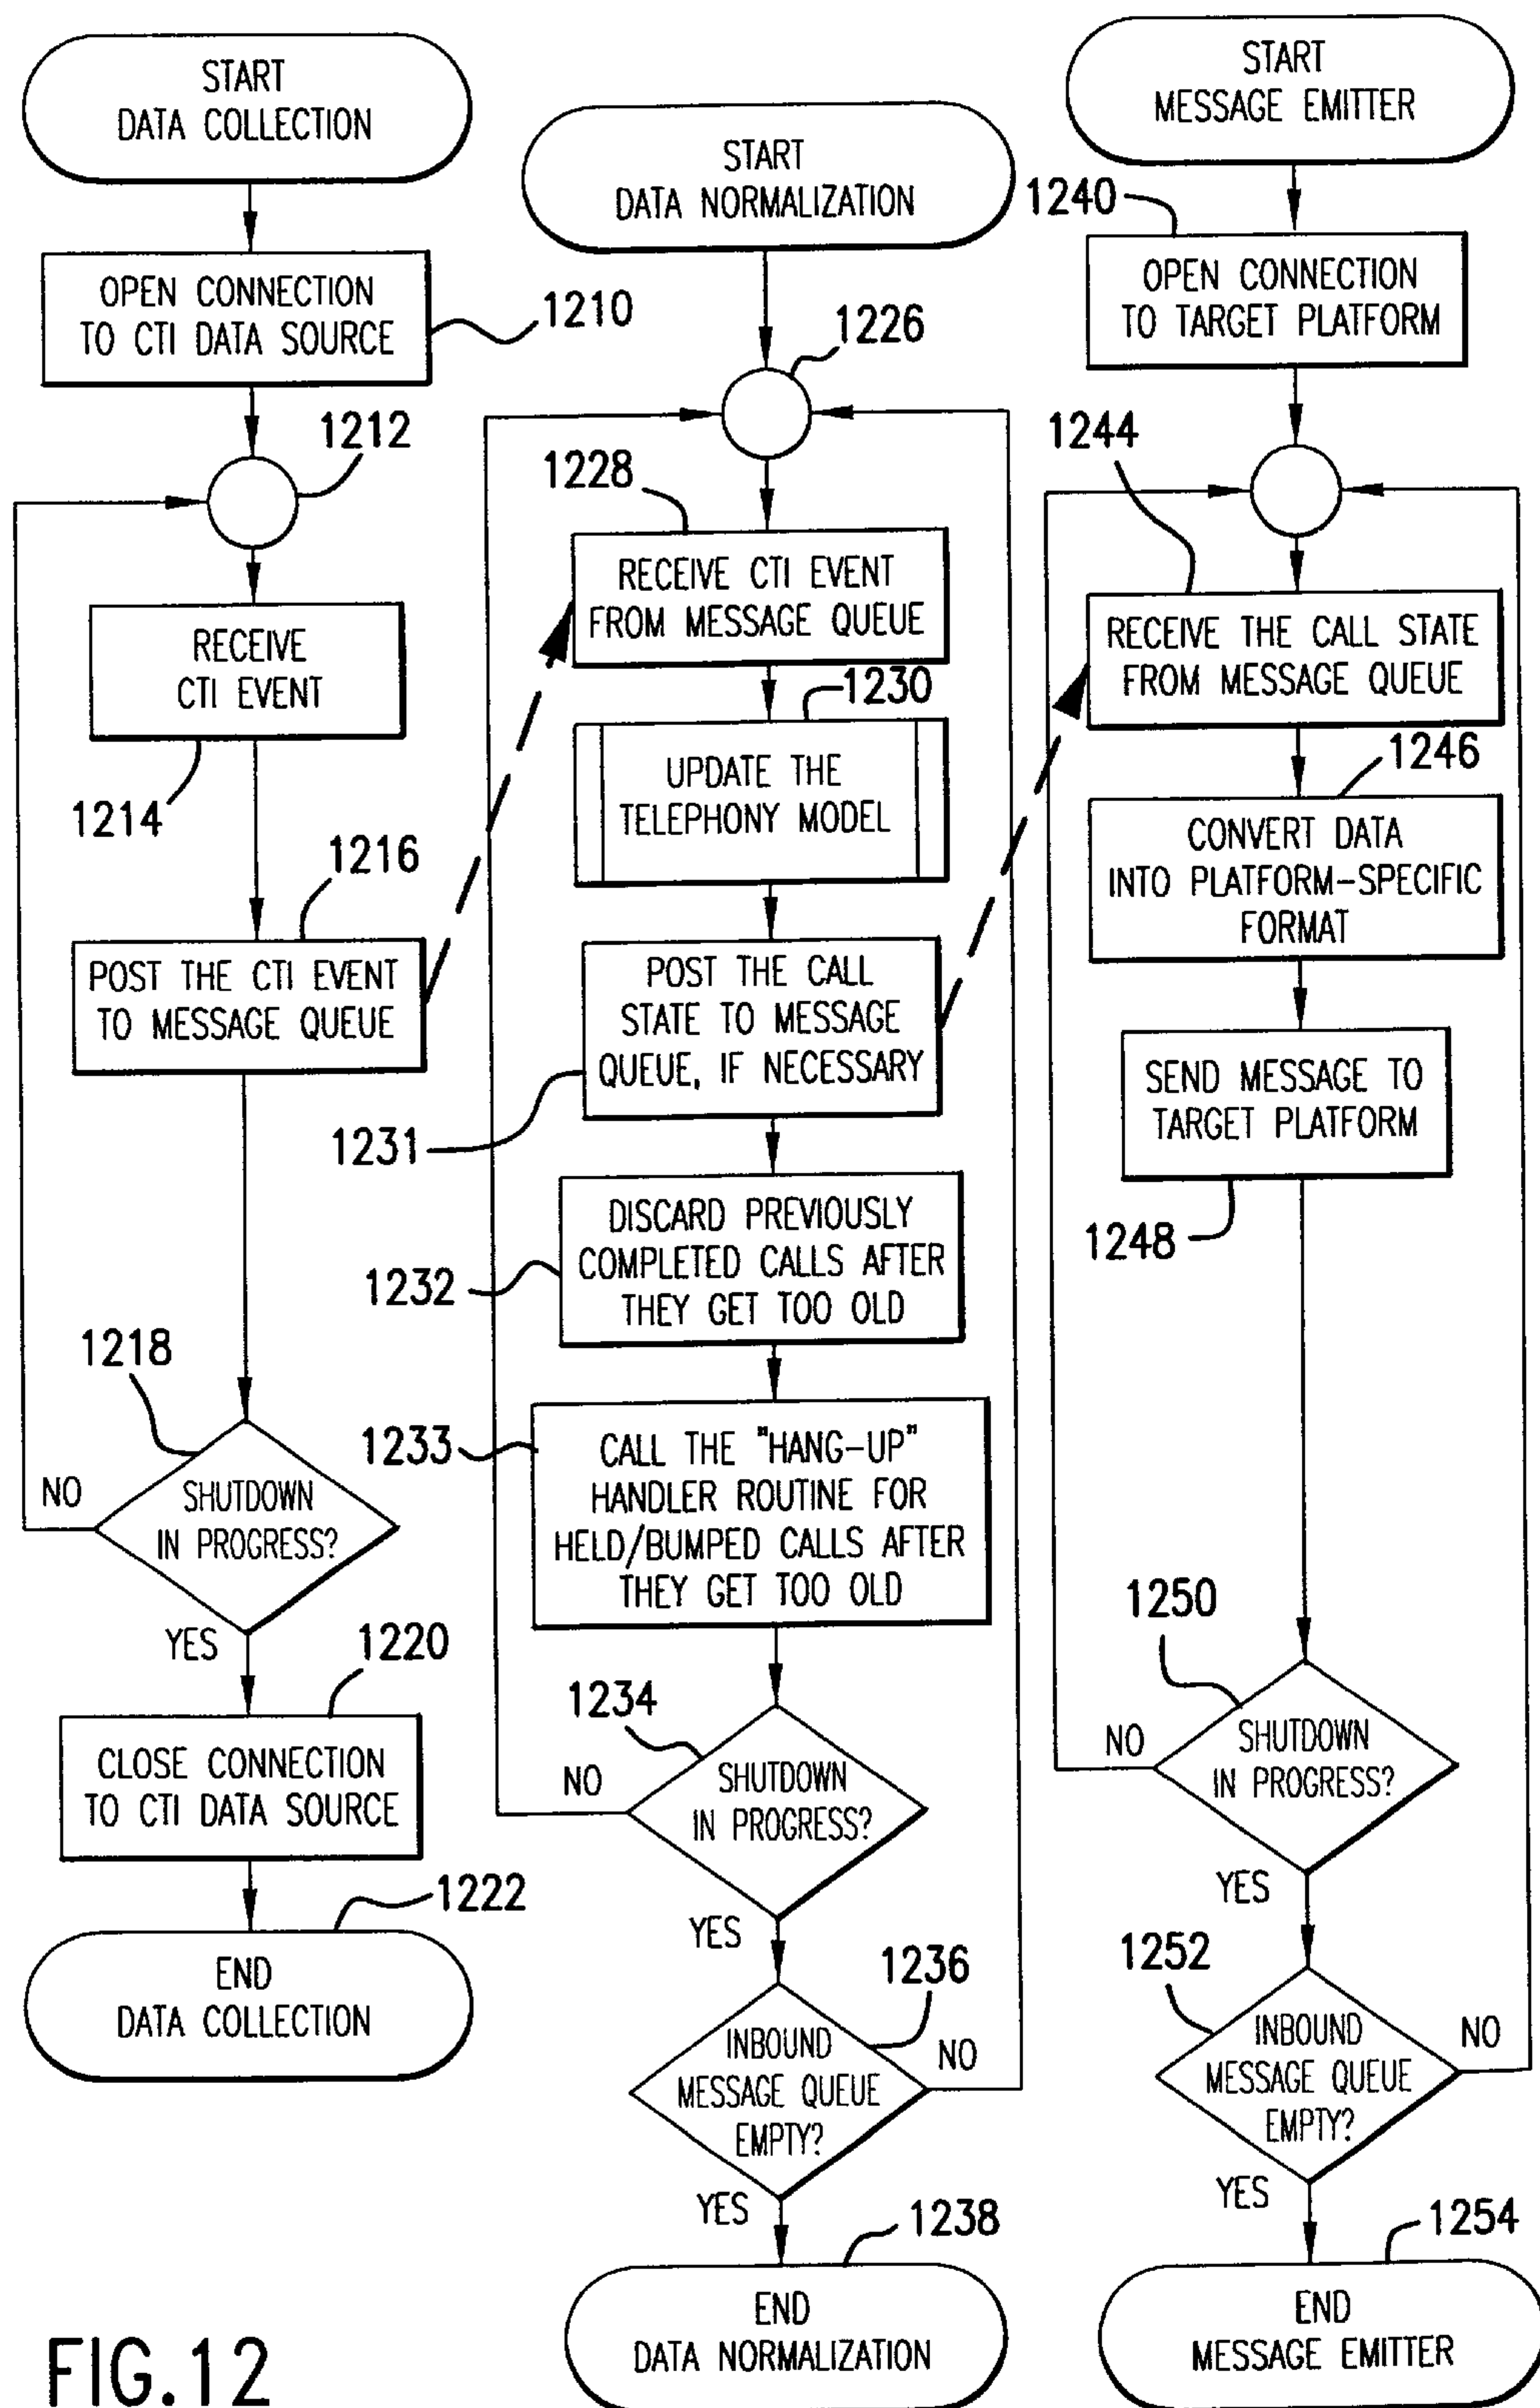 START
DATA COLLECTION
OPEN CONNECTION
TO CTI DATA SOURCE
1210
1212
RECEIVE
CTI EVENT
1214
1216
POST THE CTI EVENT
TO MESSAGE QUEUE
1218
NO
SHUTDOWN
IN PROGRESS?
YES
1220
CLOSE CONNECTION
TO CTI DATA SOURCE
1222
END
DATA COLLECTION
START
DATA NORMALIZATION
1226
1228
RECEIVE CTI EVENT
FROM MESSAGE QUEUE
1230
UPDATE THE
TELEPHONY MODEL
POST THE CALL
STATE TO MESSAGE
QUEUE, IF NECESSARY
1231
DISCARD PREVIOUSLY
COMPLETED CALLS AFTER
THEY GET TOO OLD
1232
1233
CALL THE "HANG-UP"
HANDLER ROUTINE FOR
HELD/BUMPED CALLS AFTER
THEY GET TOO OLD
1234
NO
SHUTDOWN
IN PROGRESS?
YES
1236
INBOUND
MESSAGE QUEUE
EMPTY?
NO
YES
1238
END
DATA NORMALIZATION
START
MESSAGE EMITTER
1240
OPEN CONNECTION
TO TARGET PLATFORM
1244
RECEIVE THE CALL STATE
FROM MESSAGE QUEUE
1246
CONVERT DATA
INTO PLATFORM-SPECIFIC
FORMAT
SEND MESSAGE TO
TARGET PLATFORM
1248
1250
NO
SHUTDOWN
IN PROGRESS?
YES
1252
INBOUND
MESSAGE QUEUE
EMPTY?
NO
YES
1254
END
MESSAGE EMITTER
FIG.12